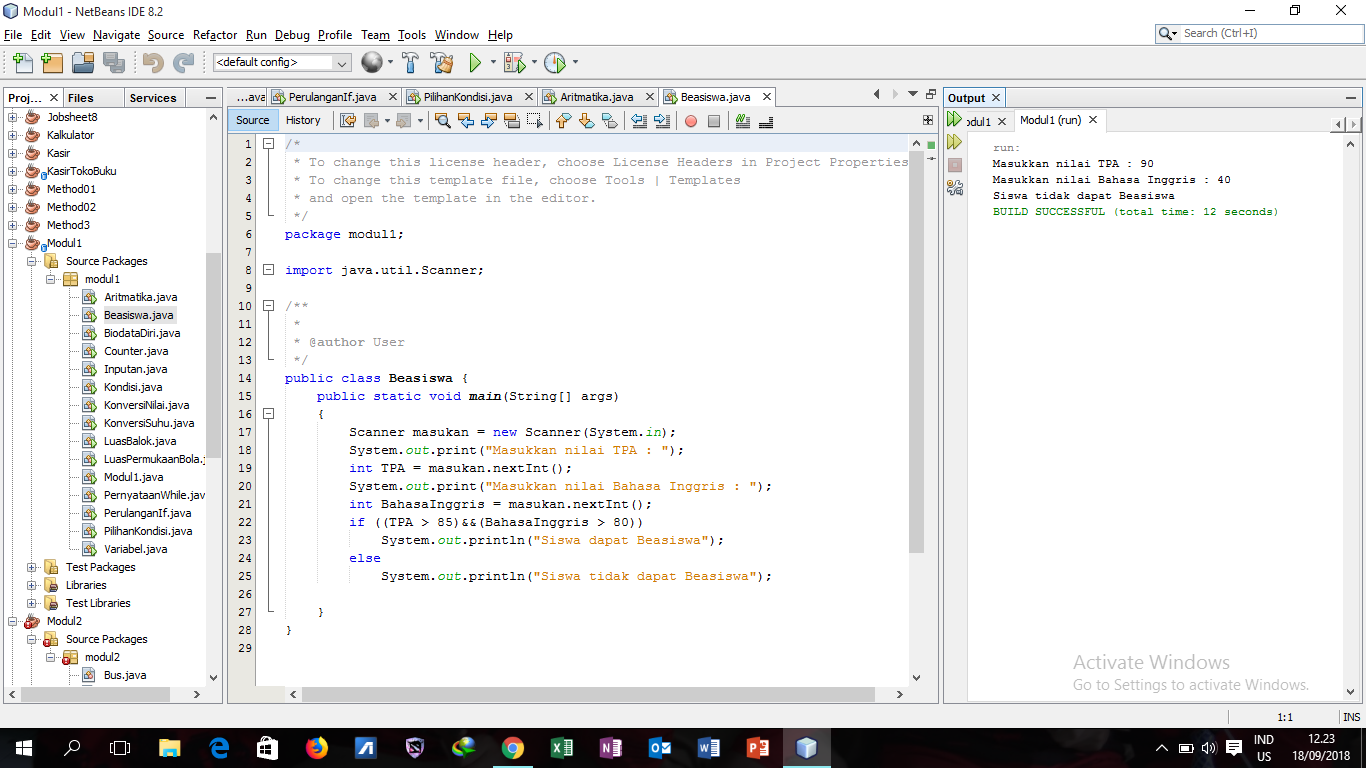 Modul1 - NetBeans IDE 8.2
File Edit View Navigate Source Refactor Run Debug Profile Team Tools Window Help
Search (Ctrl+I)
<default config>
Proj... Files Services
Jobsheet8
Kalkulator
Kasir
KasirTokoBuku
Method01
Method02
Method3
Modul1
Source Packages
modul1
Aritmatika.java
Beasiswa.java
BiodataDiri.java
Counter.java
Inputan.java
Kondisi.java
KonversiNilai.java
KonversiSuhu.java
LuasBalok.java
LuasPermukaanBola.j
Modul1.java
PernyataanWhile.jav
PerulanganIf.java
PilihanKondisi.java
Variabel.java
Test Packages
Libraries
Test Libraries
Modul2
Source Packages
modul2
Bus.java
...ava PerulanganIf.java PilihanKondisi.java Aritmatika.java Beasiswa.java
Source History
1 /*
2 * To change this license header, choose License Headers in Project Properties
3 * To change this template file, choose Tools | Templates
4 * and open the template in the editor.
5 */
6 package modul1;
7
8 import java.util.Scanner;
9
10 /**
11 *
12 * @author User
13 */
14 public class Beasiswa {
15 public static void main(String[] args)
16 {
17 Scanner masukan = new Scanner(System.in);
18 System.out.print("Masukkan nilai TPA : ");
19 int TPA = masukan.nextInt();
20 System.out.print("Masukkan nilai Bahasa Inggris : ");
21 int BahasaInggris = masukan.nextInt();
22 if ((TPA > 85)&&(BahasaInggris > 80))
23 System.out.println("Siswa dapat Beasiswa");
24 else
25 System.out.println("Siswa tidak dapat Beasiswa");
26
27 }
28 }
29
Output
odul1 Modul1 (run)
run:
Masukkan nilai TPA : 90
Masukkan nilai Bahasa Inggris : 40
Siswa tidak dapat Beasiswa
BUILD SUCCESSFUL (total time: 12 seconds)
Activate Windows
Go to Settings to activate Windows.
1:1 INS
IND
US
12.23
18/09/2018